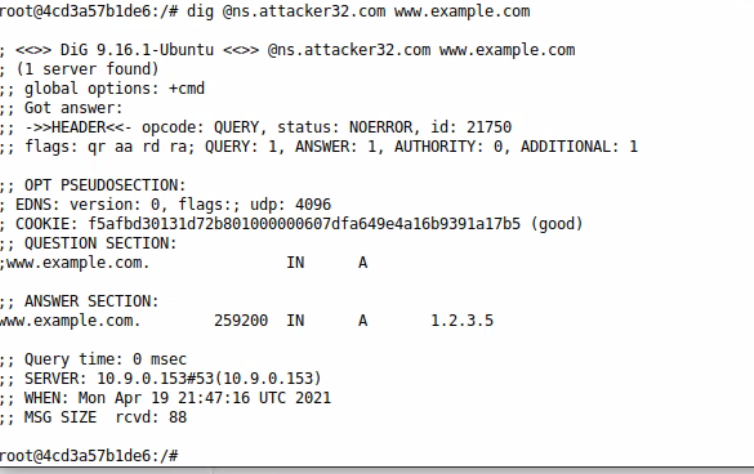 root@4cd3a57b1de6:/# dig @ns.attacker32.com www.example.com
; <<>> DiG 9.16.1-Ubuntu <<>> @ns.attacker32.com www.example.com
; (1 server found)
;; global options: +cmd
;; Got answer:
;; ->>HEADER<<- opcode: QUERY, status: NOERROR, id: 21750
;; flags: qr aa rd ra; QUERY: 1, ANSWER: 1, AUTHORITY: 0, ADDITIONAL: 1
;; OPT PSEUDOSECTION:
; EDNS: version: 0, flags:; udp: 4096
; COOKIE: f5afbd30131d72b801000000607dfa649e4a16b9391a17b5 (good)
;; QUESTION SECTION:
;www.example.com. IN A
;; ANSWER SECTION:
www.example.com. 259200 IN A 1.2.3.5
;; Query time: 0 msec
;; SERVER: 10.9.0.153#53(10.9.0.153)
;; WHEN: Mon Apr 19 21:47:16 UTC 2021
;; MSG SIZE rcvd: 88
root@4cd3a57b1de6:/#